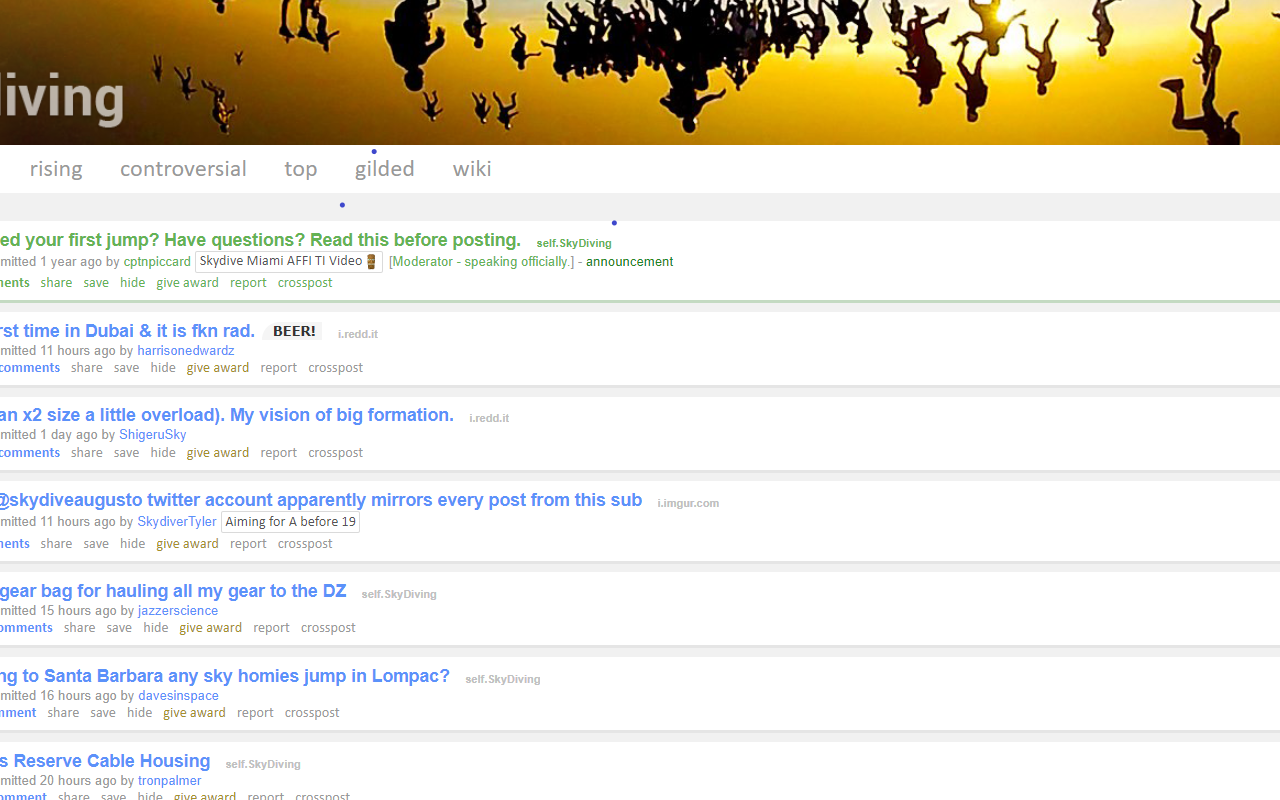 iving
rising controversial top gilded wiki
ed your first jump? Have questions? Read this before posting. self.SkyDiving
mitted 1 year ago by cptnpiccard Skydive Miami AFFI TI Video [Moderator - speaking officially.] - announcement
nents share save hide give award report crosspost
rst time in Dubai & it is fkn rad. BEER! i.redd.it
mitted 11 hours ago by harrisonedwardz
comments share save hide give award report crosspost
an x2 size a little overload). My vision of big formation. i.redd.it
mitted 1 day ago by ShigeruSky
comments share save hide give award report crosspost
@skydiveaugusto twitter account apparently mirrors every post from this sub i.imgur.com
mitted 11 hours ago by SkydiverTyler Aiming for A before 19
nents share save hide give award report crosspost
gear bag for hauling all my gear to the DZ self.SkyDiving
mitted 15 hours ago by jazzerscience
omments share save hide give award report crosspost
ng to Santa Barbara any sky homies jump in Lompac? self.SkyDiving
mitted 16 hours ago by davesinspace
nment share save hide give award report crosspost
s Reserve Cable Housing self.SkyDiving
mitted 20 hours ago by tronpalmer
nment share save hide give award report crosspost